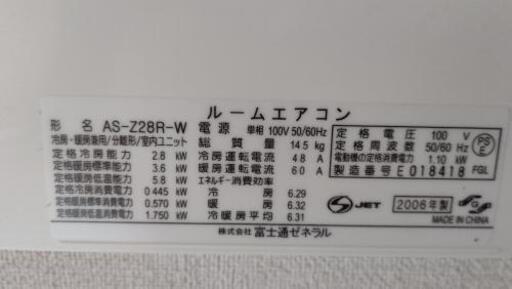 ルームエアコン
形名 AS-Z28R-W
冷房・暖房兼用/分離形/室内ユニット
定格冷房能力 2.8 kW
定格暖房標準能力 3.6 kW
定格暖房低温能力 5.8 kW
定格冷房消費電力 0.445 kW
定格暖房標準消費電力 0.570 kW
定格暖房低温消費電力 1.750 kW
電源 単相 100V 50/60Hz
総質量 14.5 kg
冷房運転電流 4.8 A
暖房運転電流 6.0 A
エネルギー消費効率
冷房 6.29
暖房 6.32
冷暖房平均 6.31
定格電圧 100 V
定格周波数 50/60 Hz
電動機の定格消費電力 1.10 kW
製造番号 E018418
PSE
FGL
JET
2006年製
MADE IN CHINA
株式会社 富士通ゼネラル